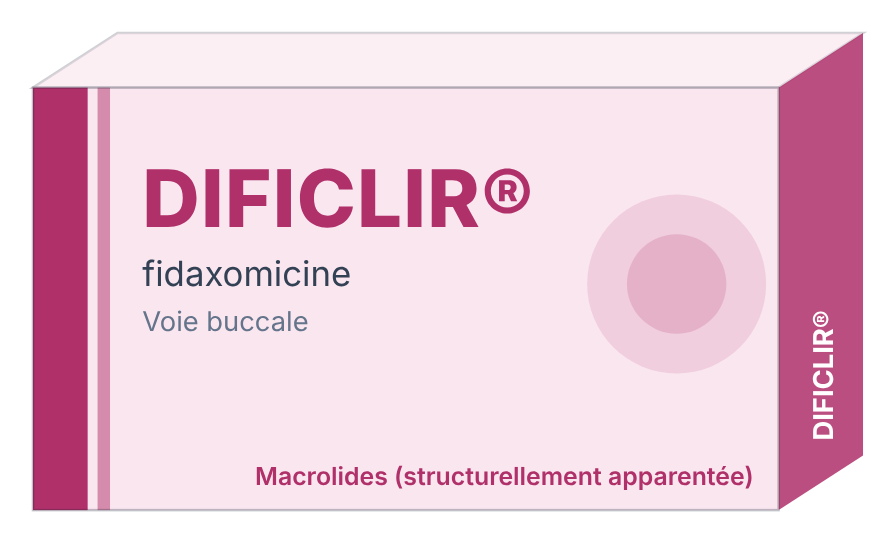 DIFICLIR®
fidaxomicine
Voie buccale
Macrolides (structurellement apparentée)
DIFICLIR®